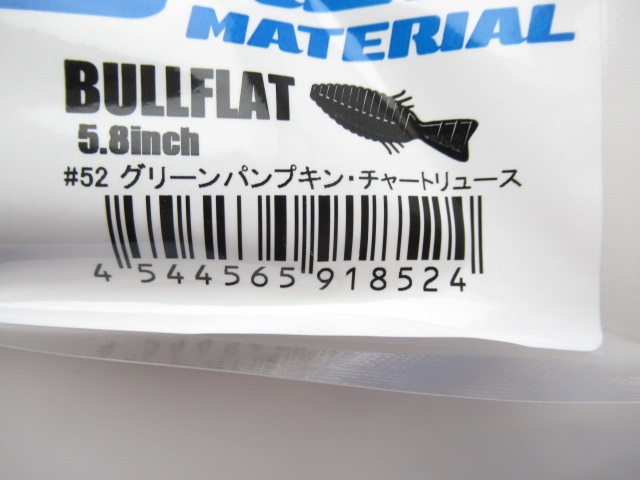 MATERIAL
BULLFLAT
5.8inch
#52 グリーンパンプキン・チャートリュース
4 544565 918524